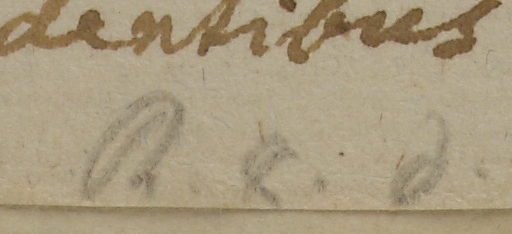 dentibus
R. c. d.